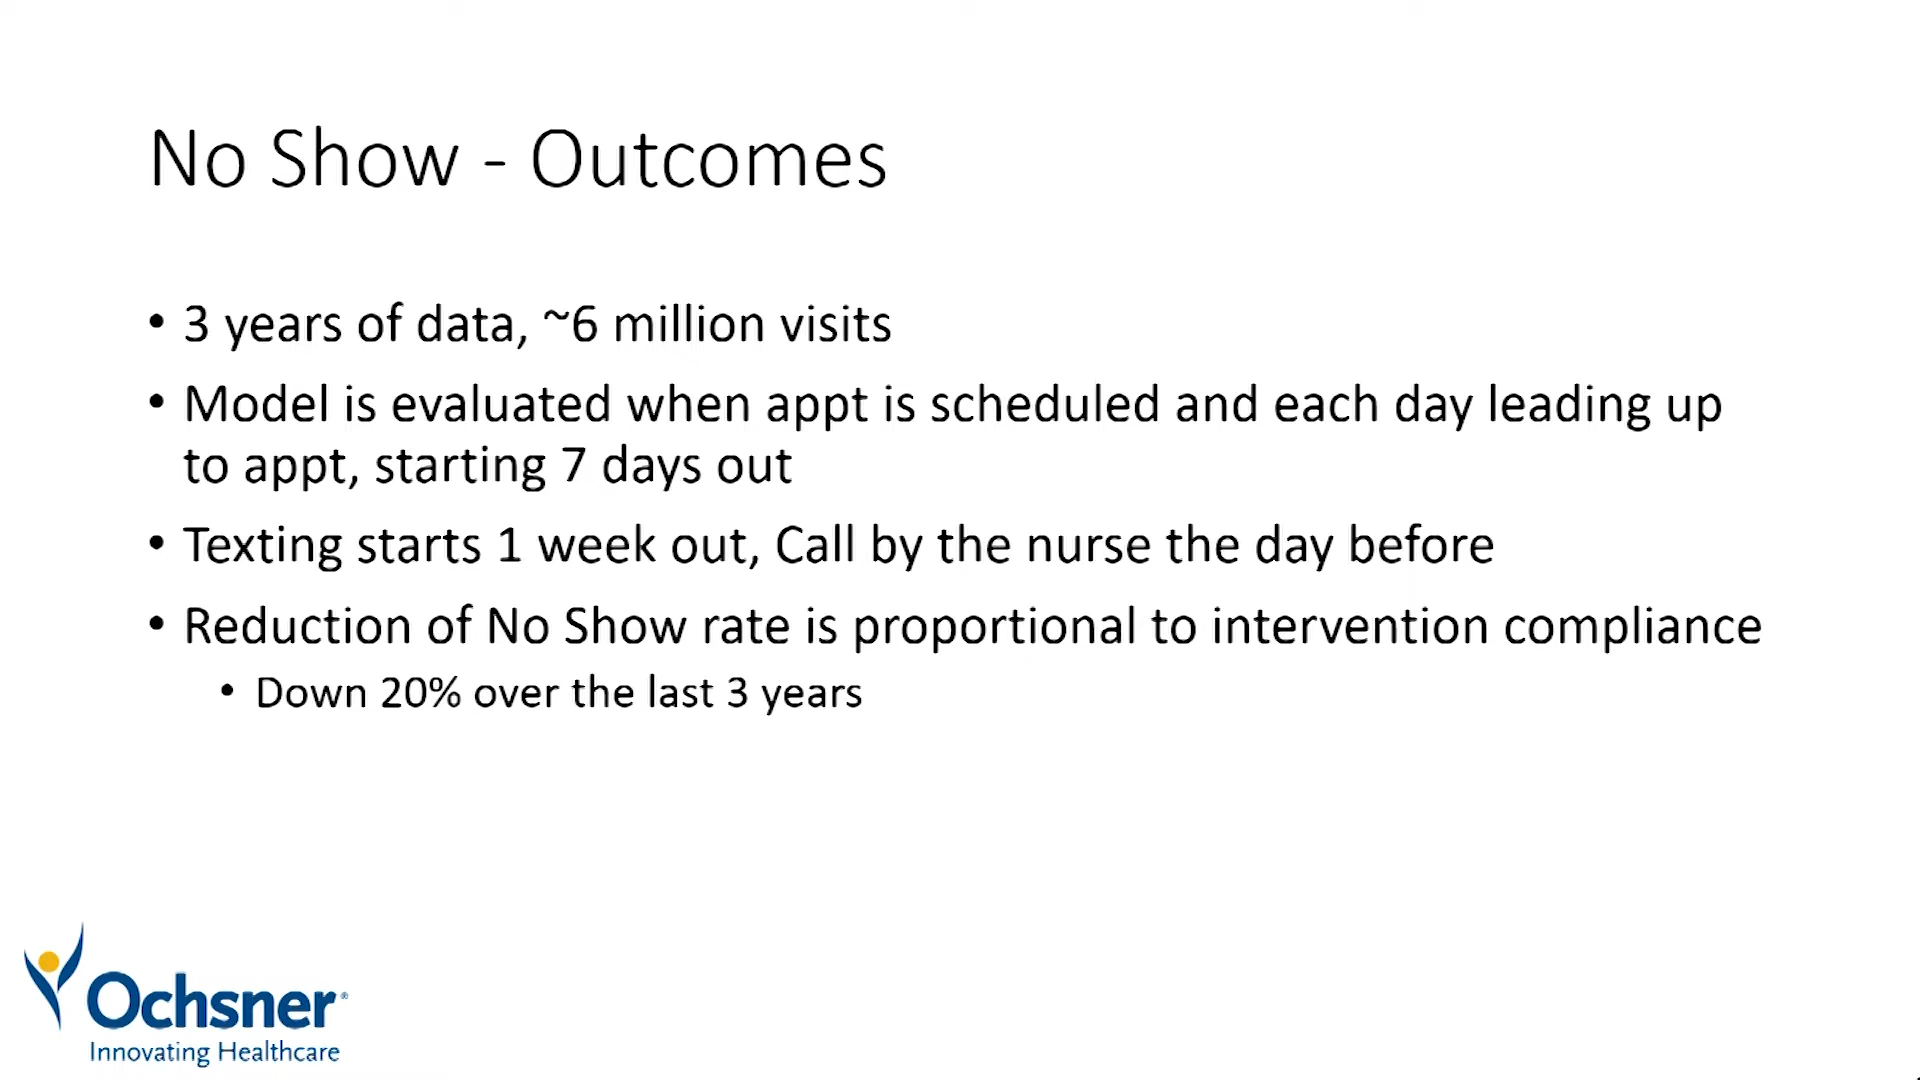 No Show - Outcomes
• 3 years of data, ~6 million visits
• Model is evaluated when appt is scheduled and each day leading up
to appt, starting 7 days out
• Texting starts 1 week out, Call by the nurse the day before
• Reduction of No Show rate is proportional to intervention compliance
• Down 20% over the last 3 years
Ochsner®
Innovating Healthcare